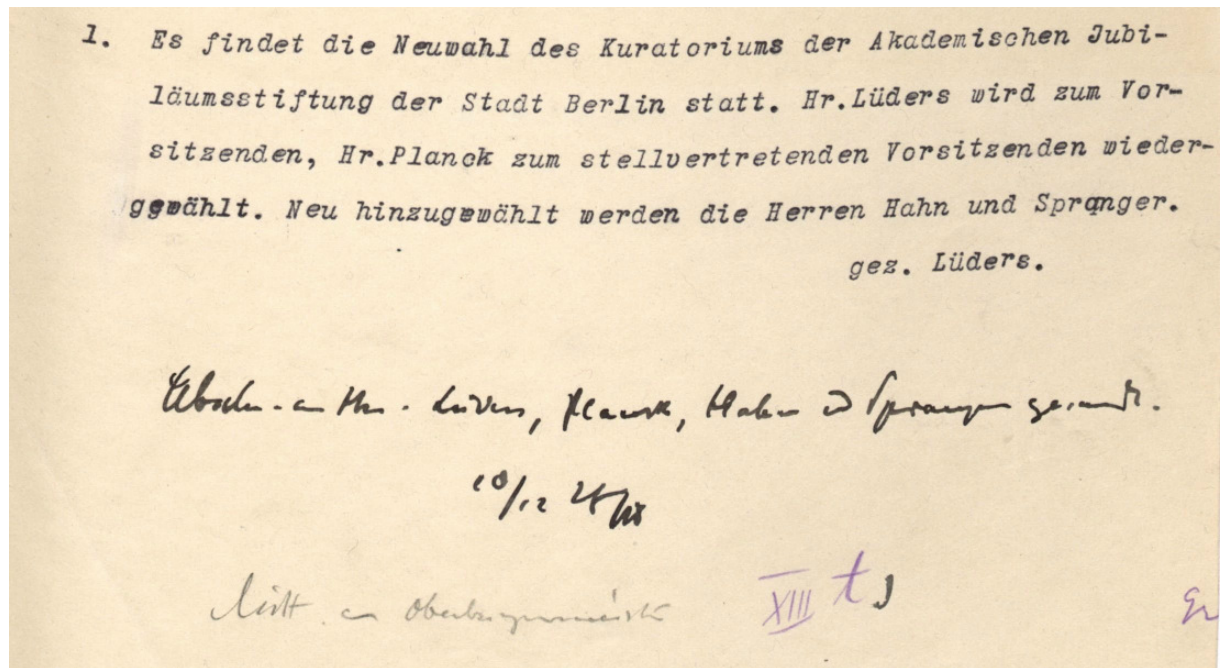 1. Es findet die Neuwahl des Kuratoriums der Akademischen Jubi-
läumsstiftung der Stadt Berlin statt. Hr.Lüders wird zum Vor-
sitzenden, Hr.Planck zum stellvertretenden Vorsitzenden wieder-
gewählt. Neu hinzugewählt werden die Herren Hahn und Spranger.
gez. Lüders.
Abschr. an Hrn. Lüders, Planck, Hahn u Spranger gesandt.
10/12
an Oberbürgermeister XIII t